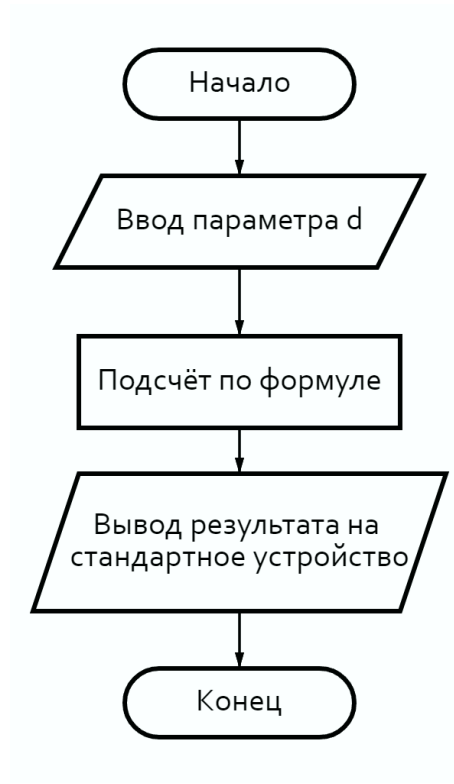 Начало
Ввод параметра d
Подсчёт по формуле
Вывод результата на
стандартное устройство
Конец